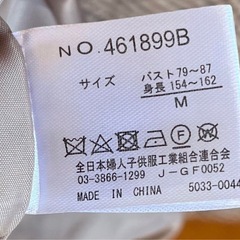 NO.461899B
サイズ
バスト79~87
身長154~162
M
全日本婦人子供服工業組合連合会
03-3866-1299 J-GF0052
MADE IN CHINA 5033-0044